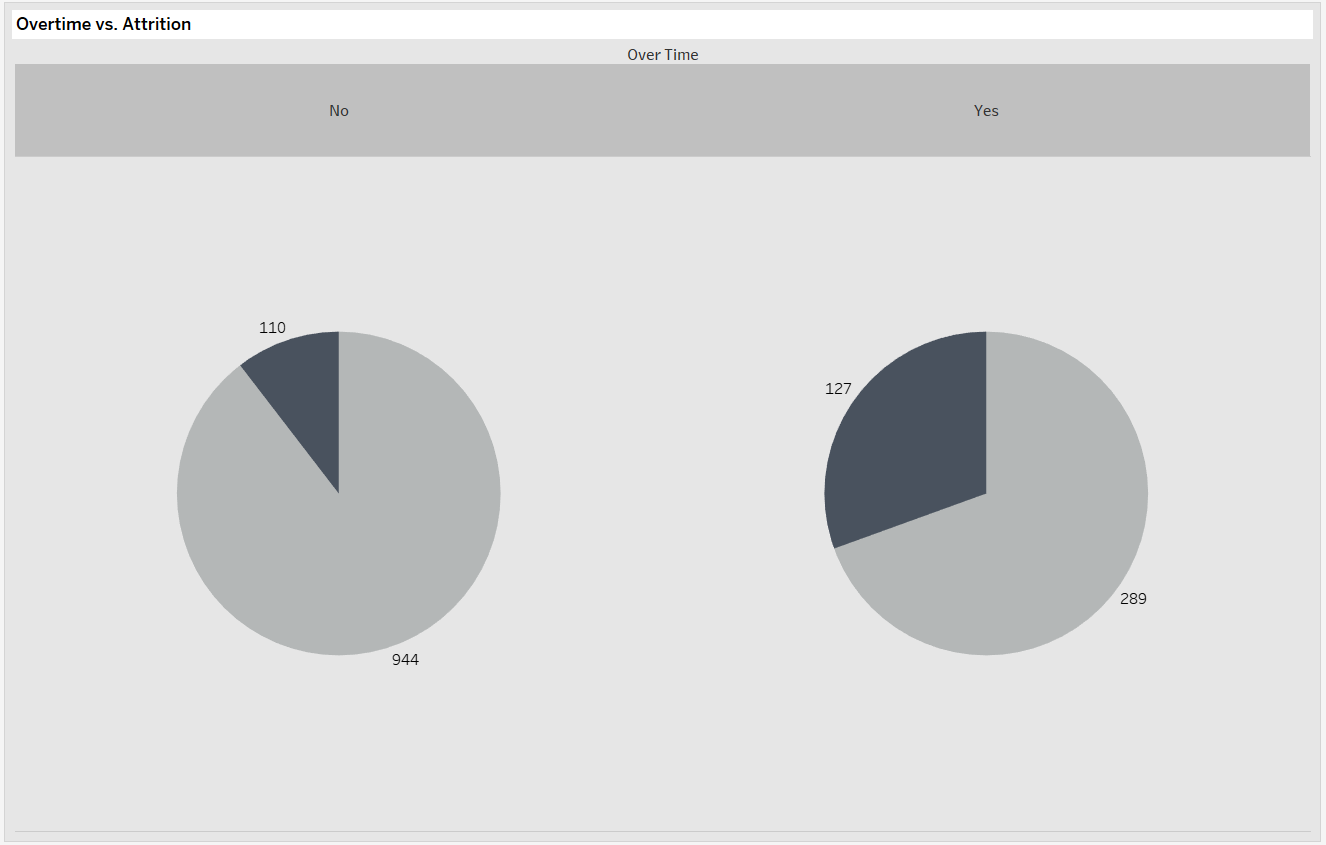 Overtime vs. Attrition
Over Time
No
Yes
110
944
127
289